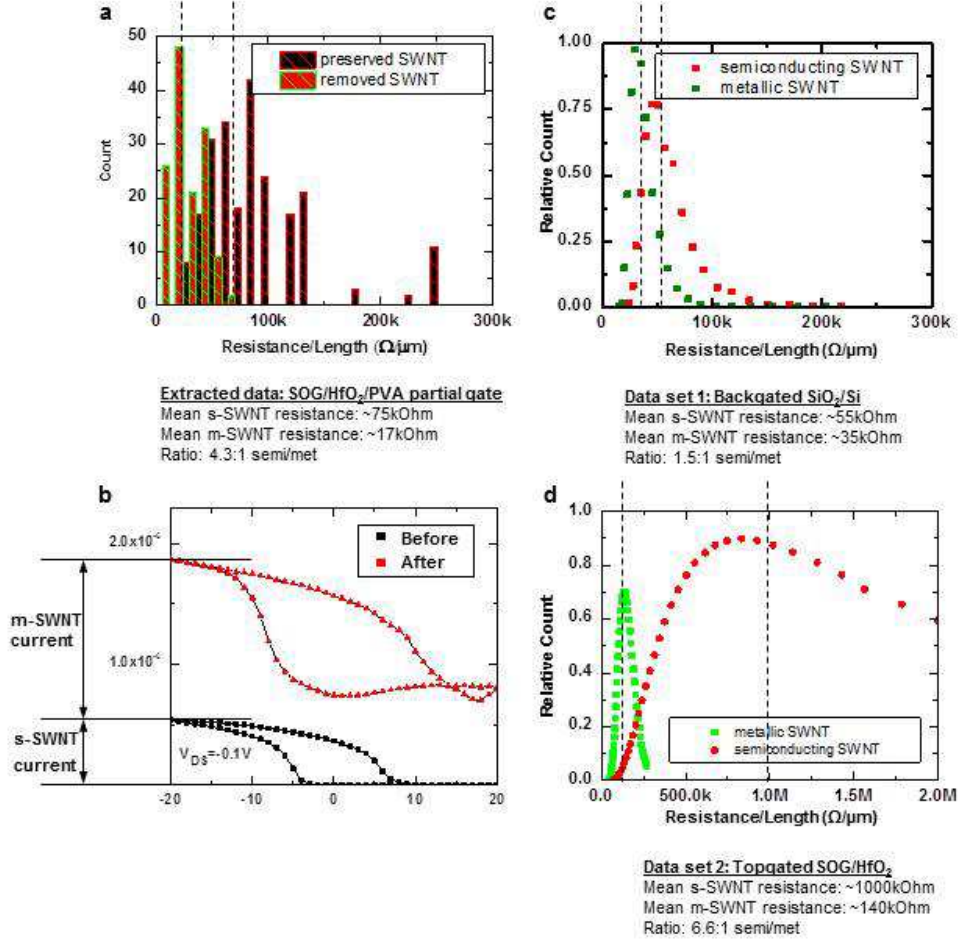 a
50
40
30
20
10
0
Count
preserved SWNT
removed SWNT
0
100k
200k
300k
Resistance/Length (Ω/μm)
Extracted data: SOG/HfO₂/PVA partial gate
Mean s-SWNT resistance: ~75kOhm
Mean m-SWNT resistance: ~17kOhm
Ratio: 4.3:1 semi/met
c
1.00
0.75
0.50
0.25
0.00
Relative Count
semiconducting SWNT
metallic SWNT
0
100k
200k
300k
Resistance/Length (Ω/μm)
Data set 1: Backgated SiO₂/Si
Mean s-SWNT resistance: ~55kOhm
Mean m-SWNT resistance: ~35kOhm
Ratio: 1.5:1 semi/met
b
Before
After
m-SWNT
current
s-SWNT
current
V_DS=-0.1V
-20
-10
0
10
20
d
1.0
0.8
0.6
0.4
0.2
0.0
Relative Count
metallic SWNT
semiconducting SWNT
0.0
500.0k
1.0M
1.5M
2.0M
Resistance/Length (Ω/μm)
Data set 2: Topgated SOG/HfO₂
Mean s-SWNT resistance: ~1000kOhm
Mean m-SWNT resistance: ~140kOhm
Ratio: 6.6:1 semi/met